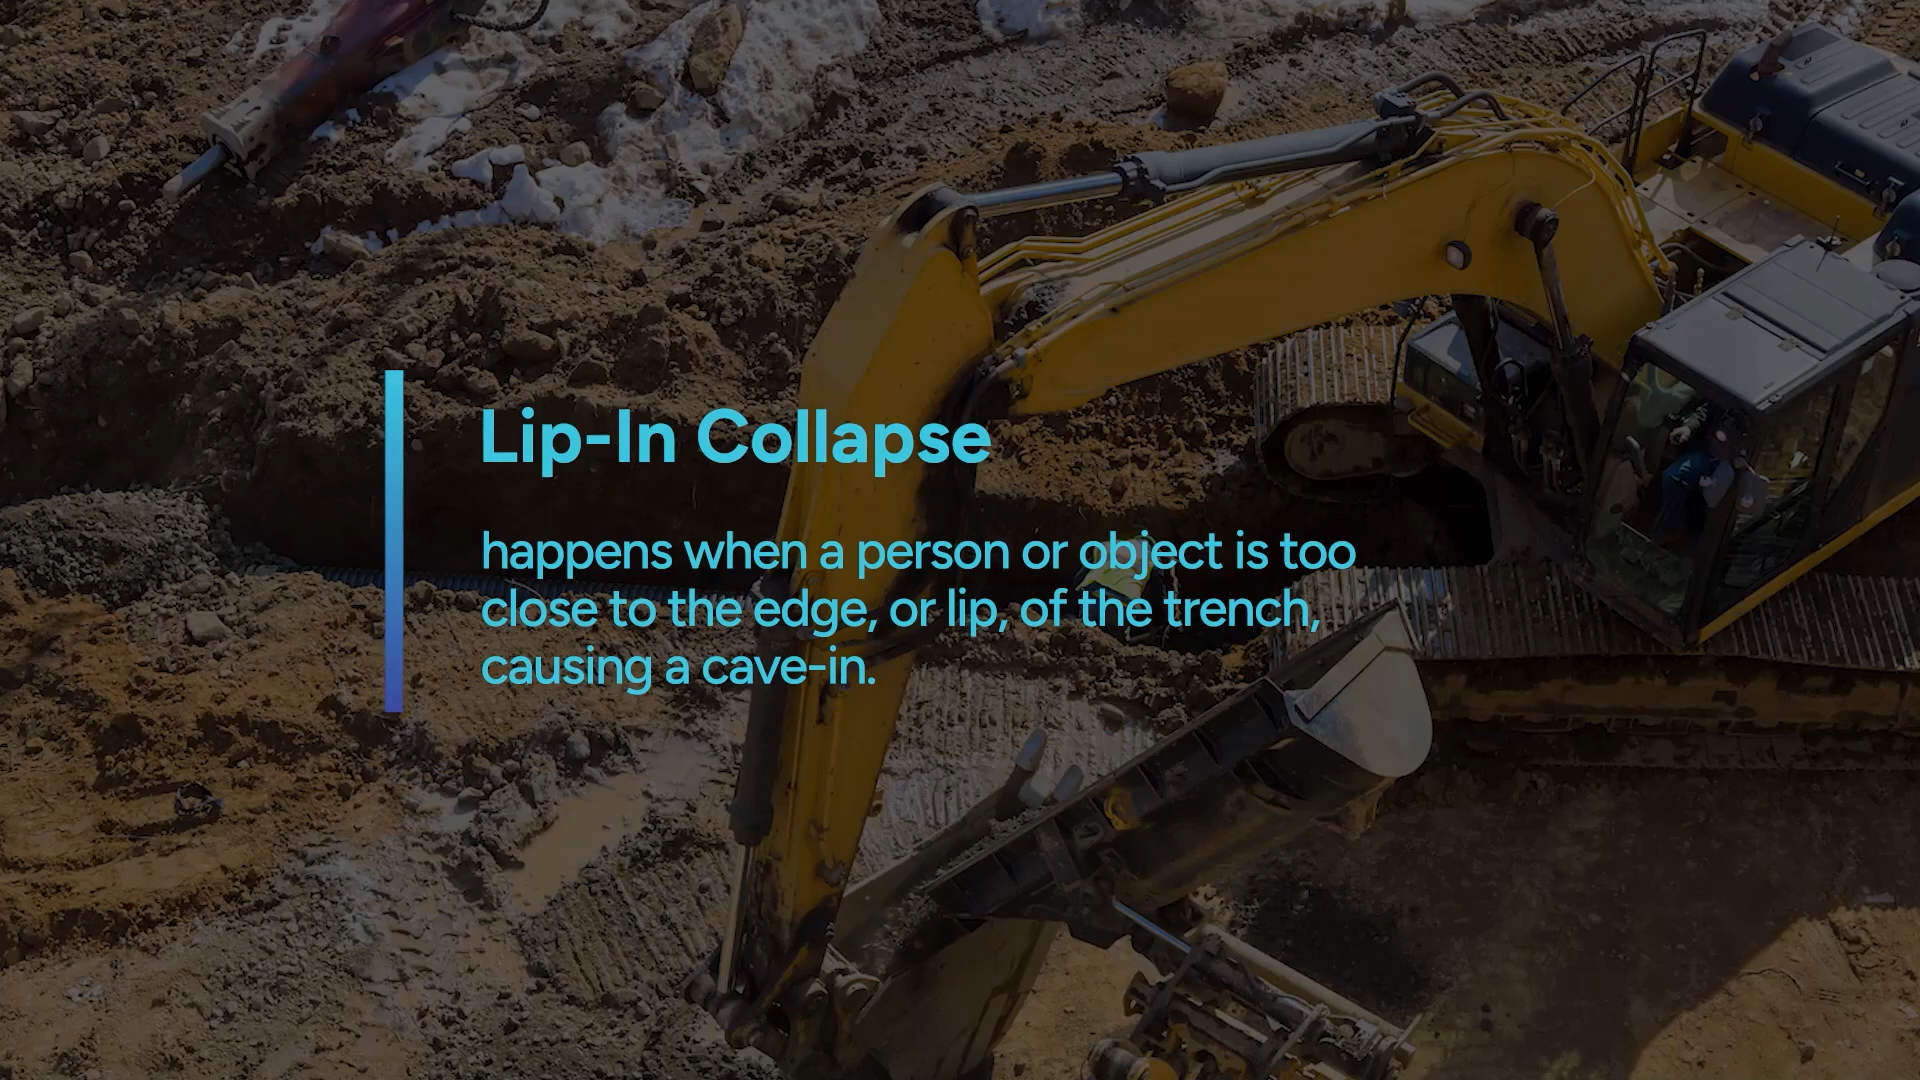 Lip-In Collapse
happens when a person or object is too
close to the edge, or lip, of the trench,
causing a cave-in.